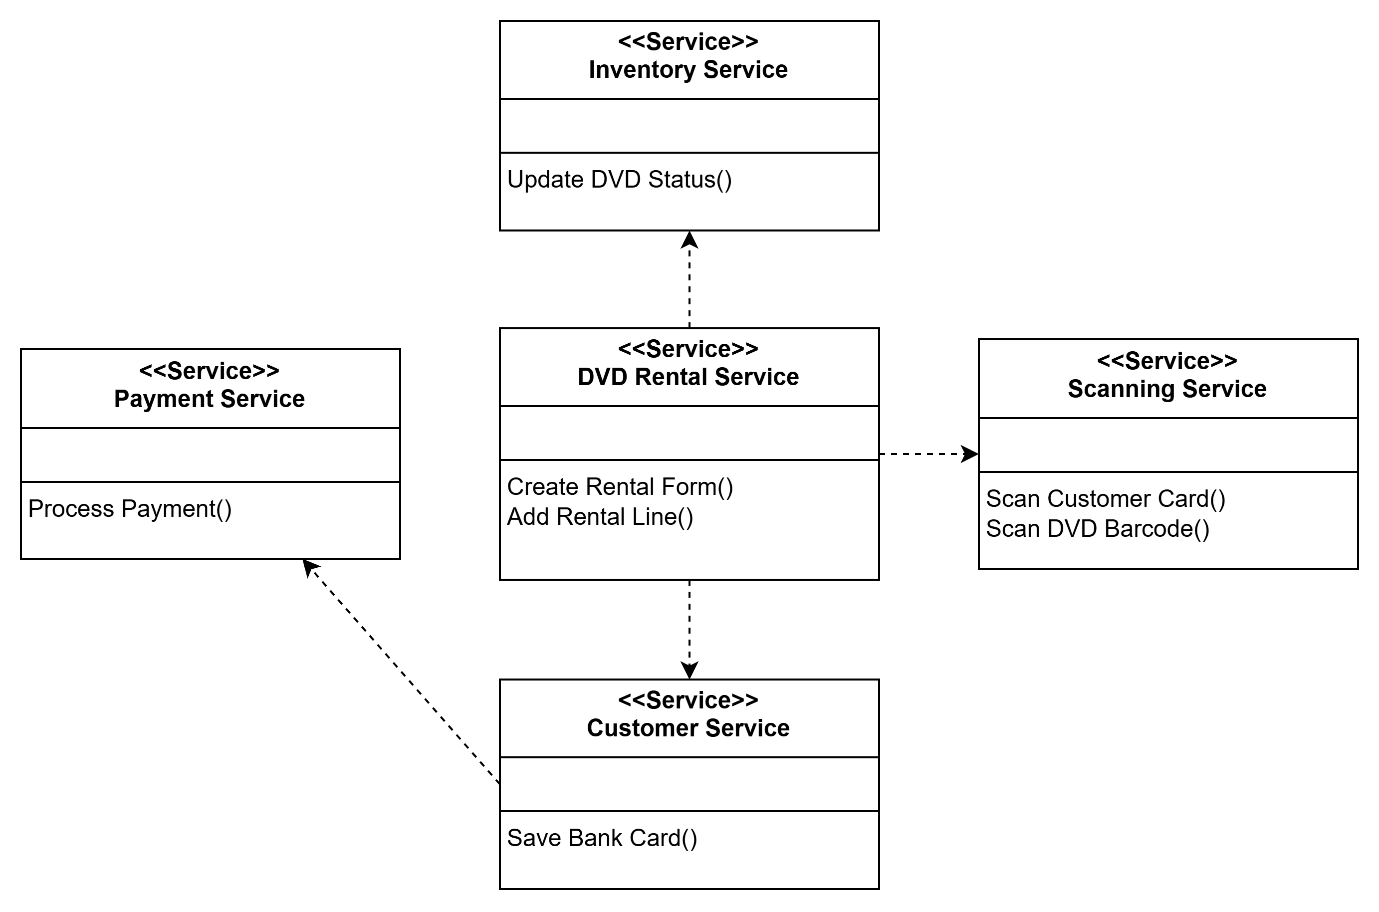 <<Service>>
Inventory Service
Update DVD Status()
<<Service>>
Payment Service
Process Payment()
<<Service>>
DVD Rental Service
Create Rental Form()
Add Rental Line()
<<Service>>
Scanning Service
Scan Customer Card()
Scan DVD Barcode()
<<Service>>
Customer Service
Save Bank Card()